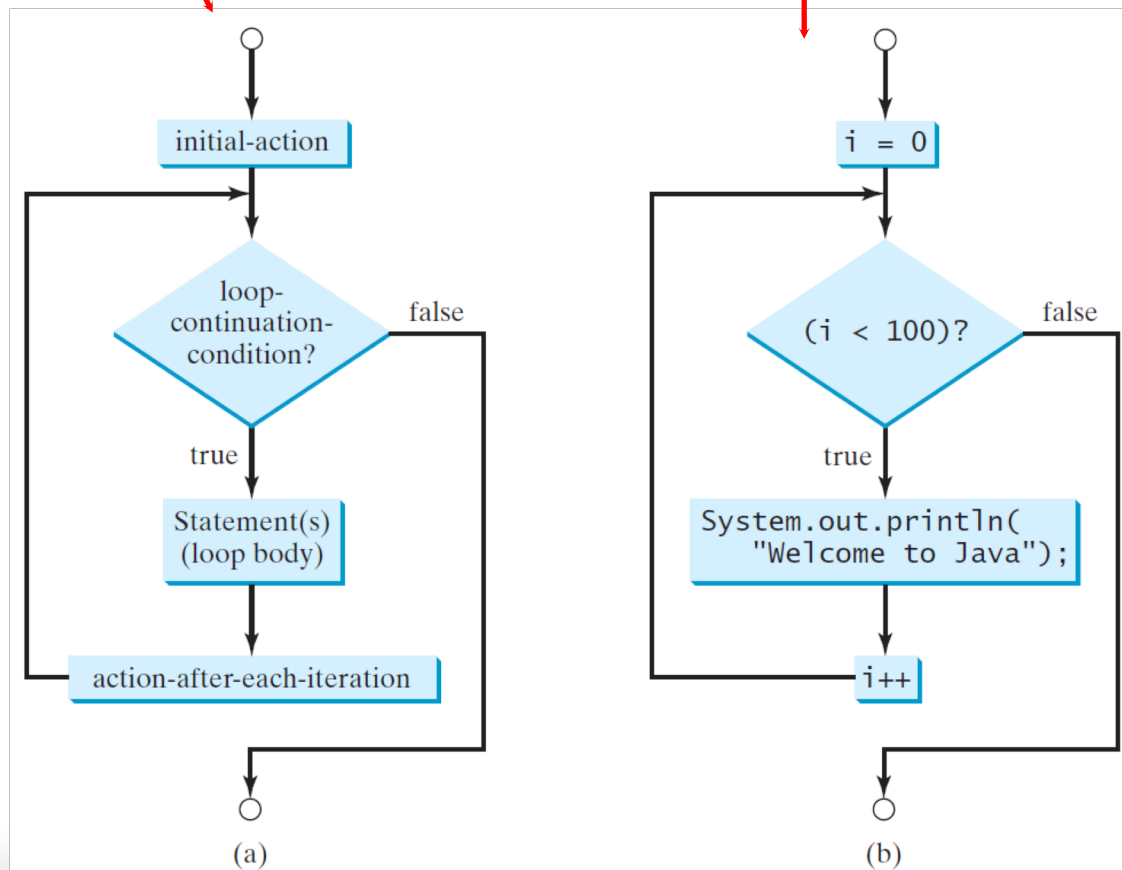 initial-action
loop-
continuation-
condition?
false
true
Statement(s)
(loop body)
action-after-each-iteration
(a)
i = 0
(i < 100)?
false
true
System.out.println(
"Welcome to Java");
i++
(b)